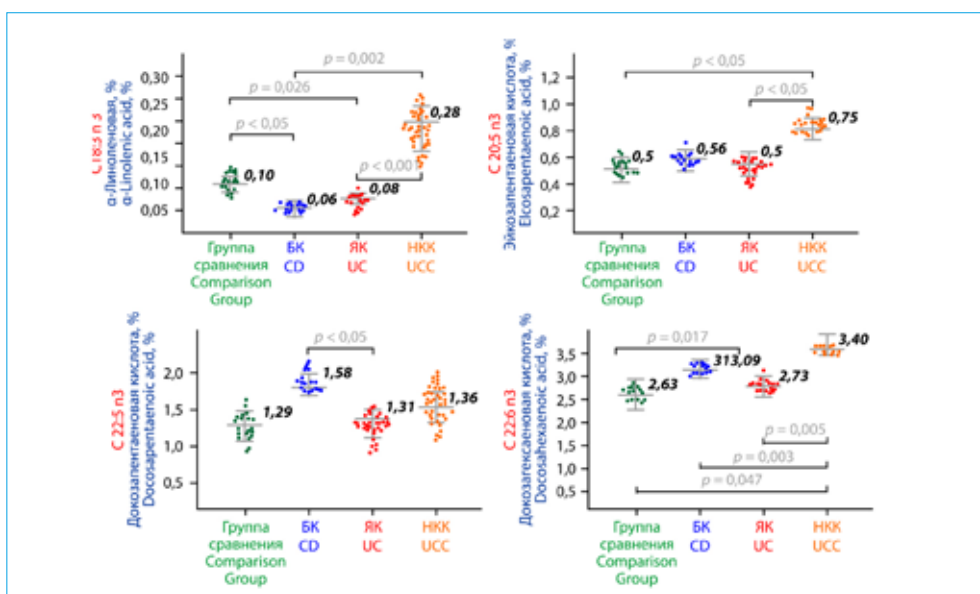 С18:3 n 3
α-Линоленовая, %
α-Linolenic acid, %
0,30
0,25
0,20
0,15
0,10
0,05
p = 0,002
p = 0,026
p < 0,05
p < 0,001
0,10
0,06
0,08
0,28
Группа
сравнения
Comparison
Group
БК
CD
ЯК
UC
НКК
UCC
С 20:5 n3
Эйкозапентаеновая кислота, %
Elcosapentaenoic acid, %
1,2
1,0
0,8
0,6
0,4
0,2
p < 0,05
p < 0,05
0,5
0,56
0,5
0,75
Группа
сравнения
Comparison
Group
БК
CD
ЯК
UC
НКК
UCC
С 22:5 n3
Докозапентаеновая кислота, %
Docosapentaenoic acid, %
2,0
1,5
1,0
0,5
p < 0,05
1,29
1,58
1,31
1,36
Группа
сравнения
Comparison
Group
БК
CD
ЯК
UC
НКК
UCC
С 22:6 n3
Докозагексаеновая кислота, %
Docosahexaenoic acid, %
3,5
3,0
2,5
1,5
1,0
0,5
p = 0,017
2,63
313,09
2,73
3,40
p = 0,005
p = 0,003
p = 0,047
Группа
сравнения
Comparison
Group
БК
CD
ЯК
UC
НКК
UCC